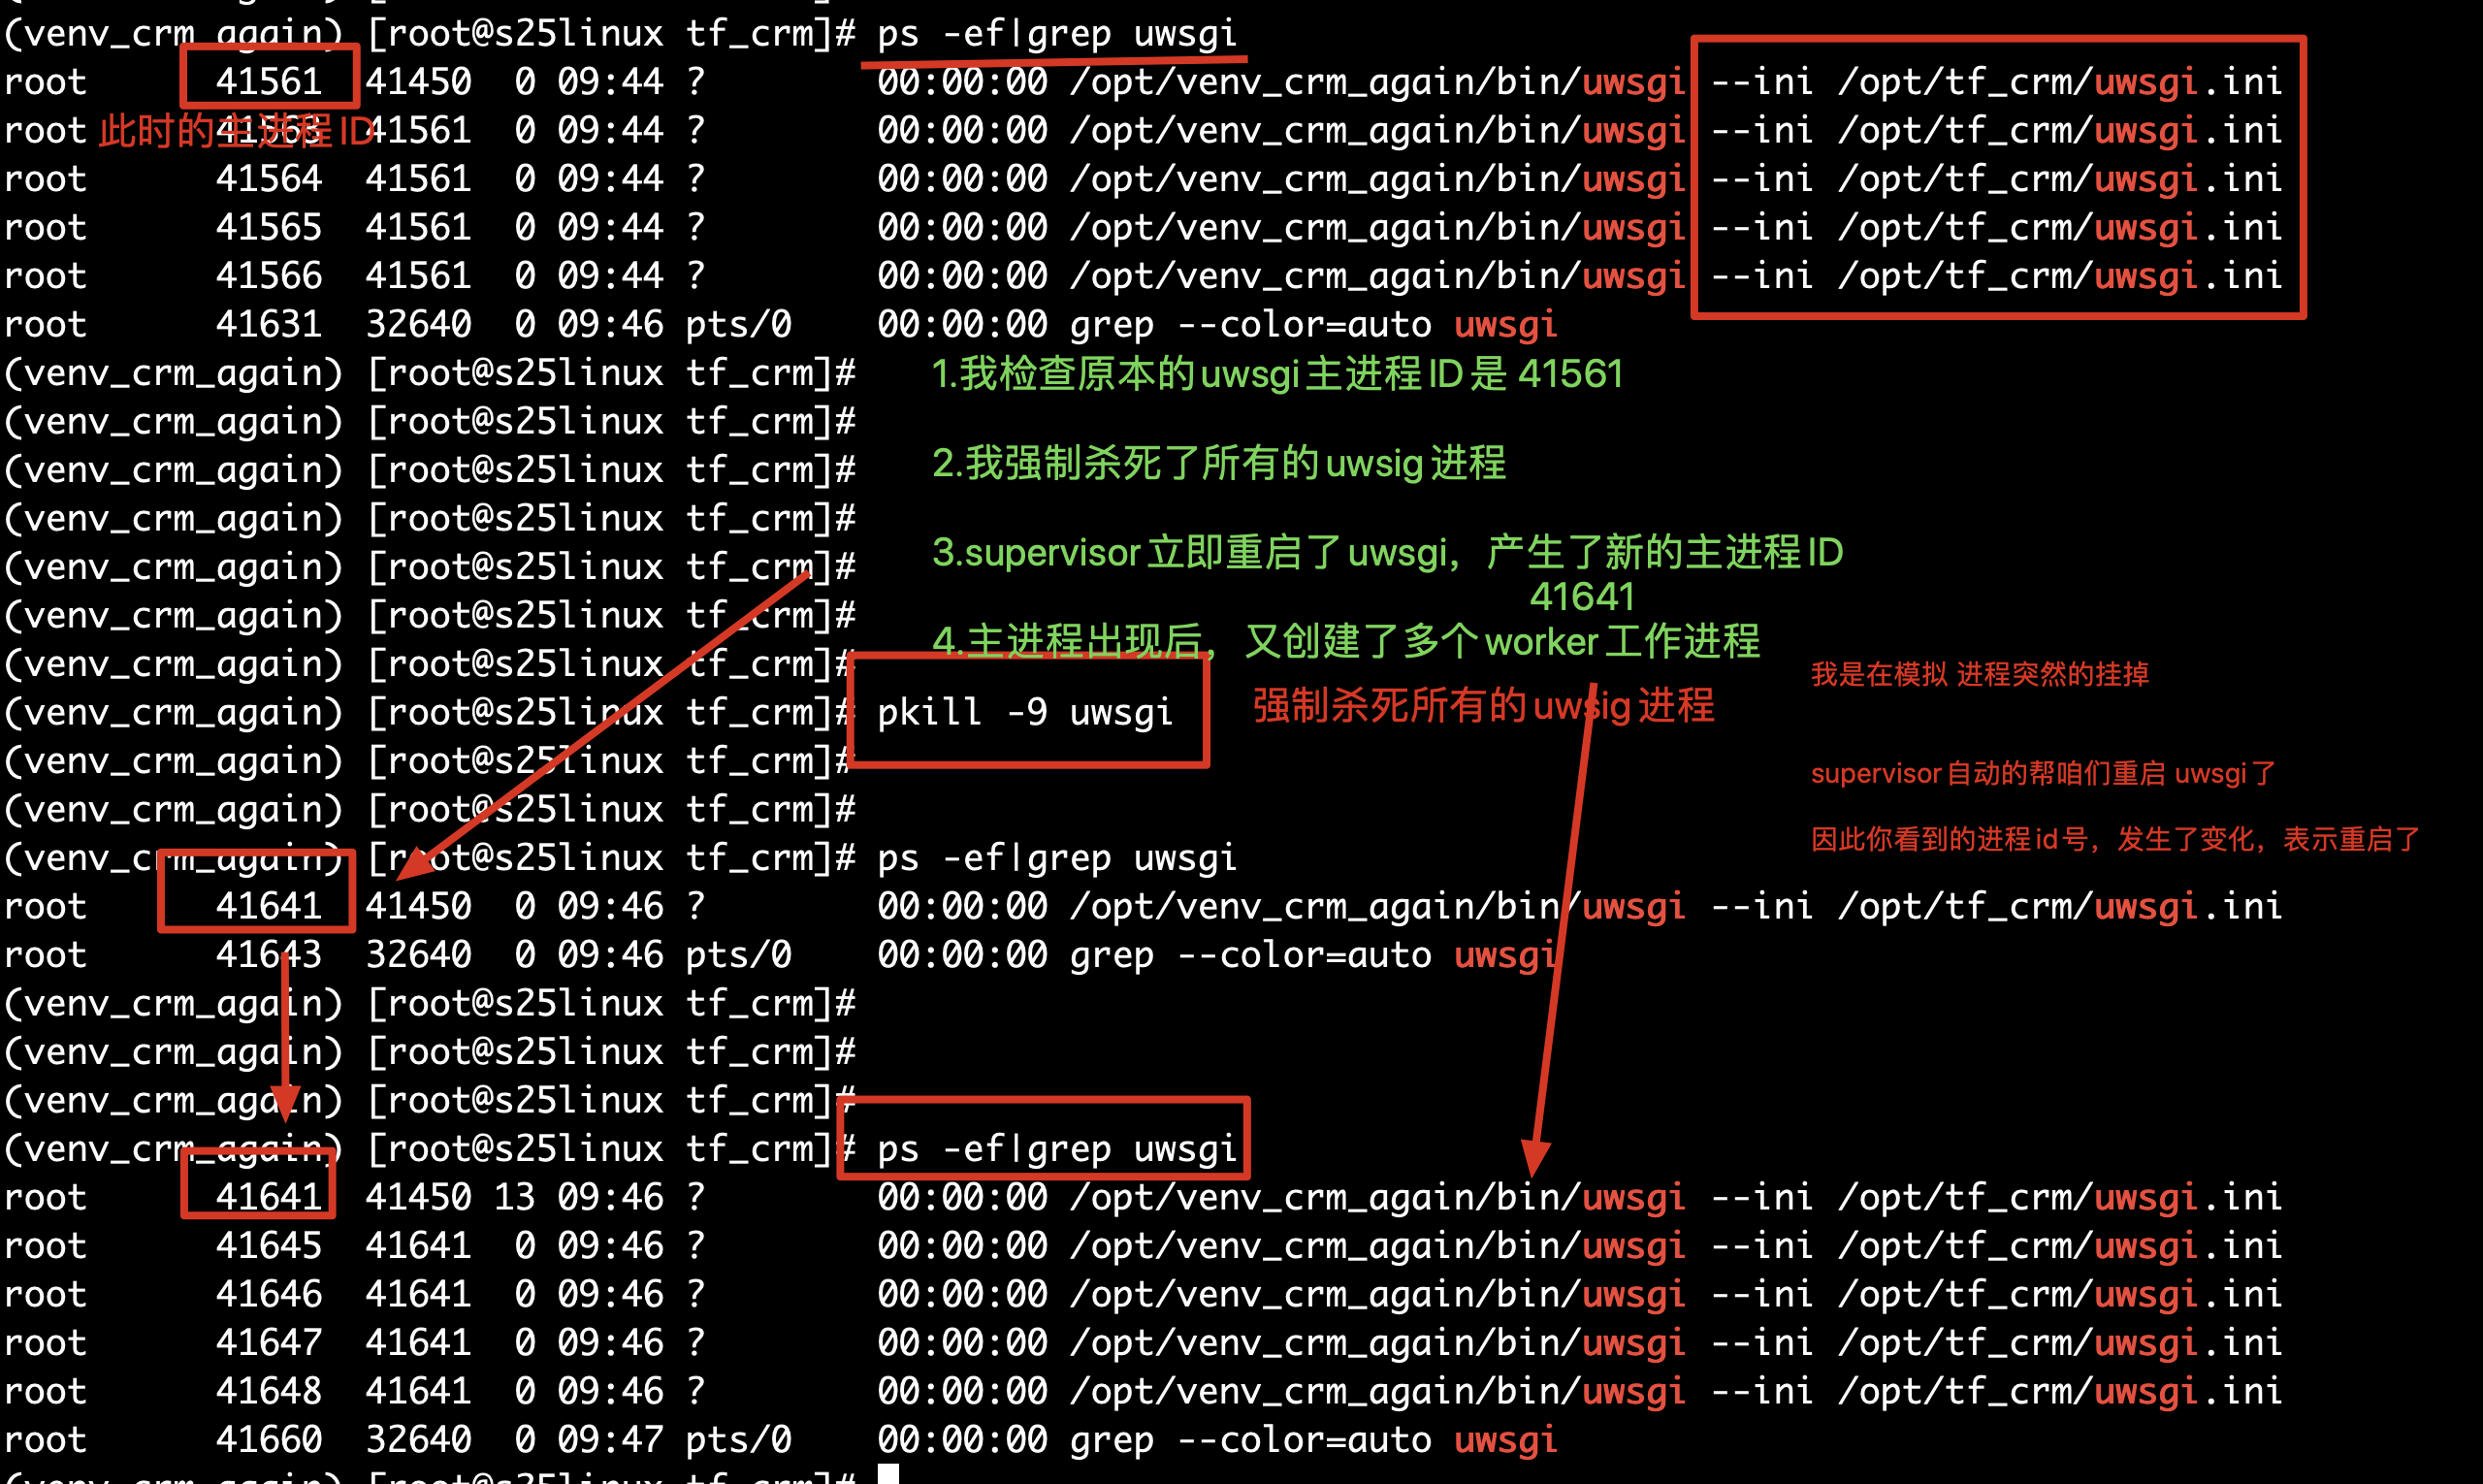 (venv_crm_again) [root@s25linux tf_crm]# ps -ef|grep uwsgi
root 41561 41450 0 09:44 ? 00:00:00 /opt/venv_crm_again/bin/uwsgi --ini /opt/tf_crm/uwsgi.ini
此时的主进程ID
root 41563 41561 0 09:44 ? 00:00:00 /opt/venv_crm_again/bin/uwsgi --ini /opt/tf_crm/uwsgi.ini
root 41564 41561 0 09:44 ? 00:00:00 /opt/venv_crm_again/bin/uwsgi --ini /opt/tf_crm/uwsgi.ini
root 41565 41561 0 09:44 ? 00:00:00 /opt/venv_crm_again/bin/uwsgi --ini /opt/tf_crm/uwsgi.ini
root 41566 41561 0 09:44 ? 00:00:00 /opt/venv_crm_again/bin/uwsgi --ini /opt/tf_crm/uwsgi.ini
root 41631 32640 0 09:46 pts/0 00:00:00 grep --color=auto uwsgi
(venv_crm_again) [root@s25linux tf_crm]#
1.我检查原本的uwsgi主进程ID是 41561
(venv_crm_again) [root@s25linux tf_crm]#
(venv_crm_again) [root@s25linux tf_crm]#
2.我强制杀死了所有的uwsig进程
(venv_crm_again) [root@s25linux tf_crm]#
(venv_crm_again) [root@s25linux tf_crm]#
3.supervisor立即重启了uwsgi，产生了新的主进程ID
41641
(venv_crm_again) [root@s25linux tf_crm]#
4.主进程出现后，又创建了多个worker工作进程
(venv_crm_again) [root@s25linux tf_crm]#
我是在模拟 进程突然的挂掉
(venv_crm_again) [root@s25linux tf_crm]# pkill -9 uwsgi
强制杀死所有的uwsig进程
(venv_crm_again) [root@s25linux tf_crm]#
supervisor自动的帮咱们重启 uwsgi了
(venv_crm_again) [root@s25linux tf_crm]#
因此你看到的进程id号，发生了变化，表示重启了
(venv_crm_again) [root@s25linux tf_crm]# ps -ef|grep uwsgi
root 41641 41450 0 09:46 ? 00:00:00 /opt/venv_crm_again/bin/uwsgi --ini /opt/tf_crm/uwsgi.ini
root 41643 32640 0 09:46 pts/0 00:00:00 grep --color=auto uwsgi
(venv_crm_again) [root@s25linux tf_crm]#
(venv_crm_again) [root@s25linux tf_crm]#
(venv_crm_again) [root@s25linux tf_crm]#
(venv_crm_again) [root@s25linux tf_crm]# ps -ef|grep uwsgi
root 41641 41450 13 09:46 ? 00:00:00 /opt/venv_crm_again/bin/uwsgi --ini /opt/tf_crm/uwsgi.ini
root 41645 41641 0 09:46 ? 00:00:00 /opt/venv_crm_again/bin/uwsgi --ini /opt/tf_crm/uwsgi.ini
root 41646 41641 0 09:46 ? 00:00:00 /opt/venv_crm_again/bin/uwsgi --ini /opt/tf_crm/uwsgi.ini
root 41647 41641 0 09:46 ? 00:00:00 /opt/venv_crm_again/bin/uwsgi --ini /opt/tf_crm/uwsgi.ini
root 41648 41641 0 09:46 ? 00:00:00 /opt/venv_crm_again/bin/uwsgi --ini /opt/tf_crm/uwsgi.ini
root 41660 32640 0 09:47 pts/0 00:00:00 grep --color=auto uwsgi
(venv_crm_again) [root@s25linux tf_crm]#